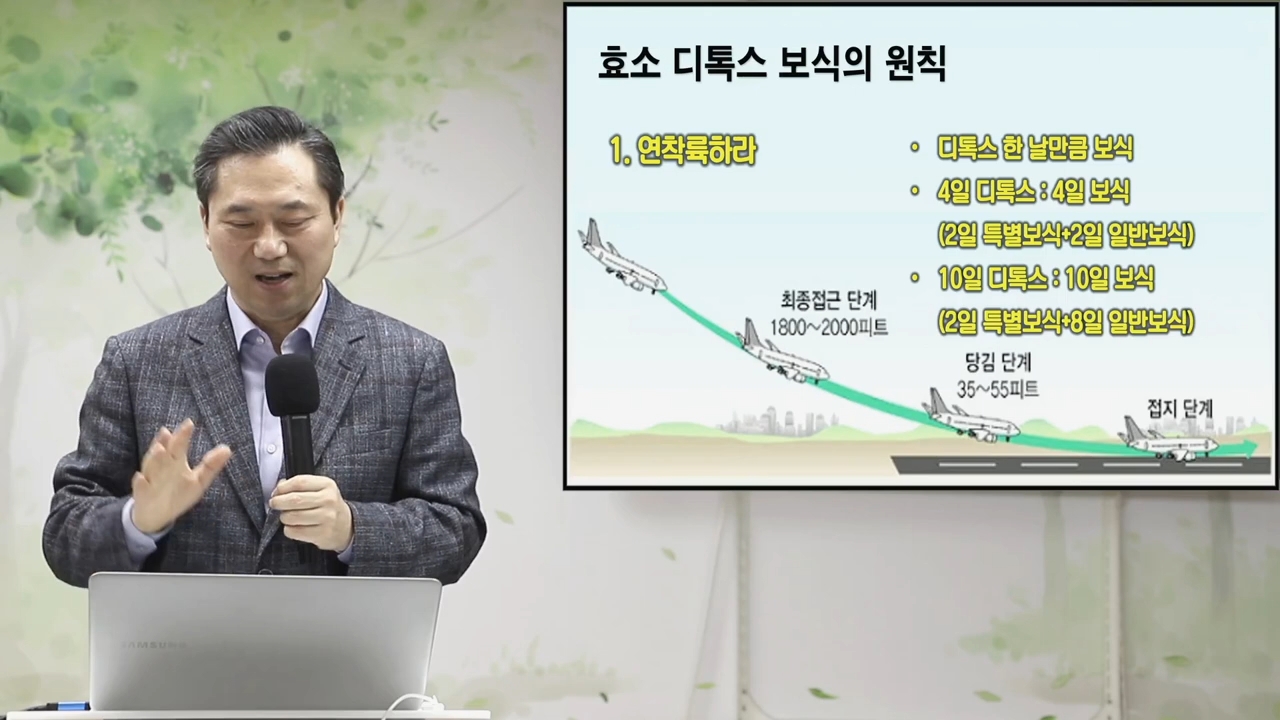 효소 디톡스 보식의 원칙
1. 연착륙하라
• 디톡스 한 날만큼 보식
• 4일 디톡스 : 4일 보식
(2일 특별보식+2일 일반보식)
• 10일 디톡스 : 10일 보식
(2일 특별보식+8일 일반보식)
최종접근 단계
1800~2000피트
당김 단계
35~55피트
접지 단계
SAMSUNG